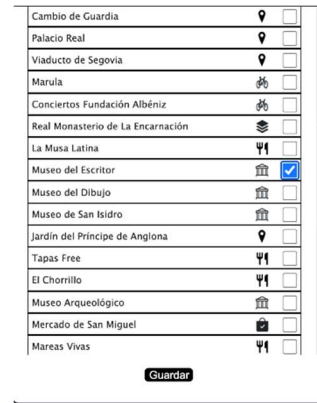 Cambio de Guardia
Palacio Real
Viaducto de Segovia
Marula
Conciertos Fundación Albéniz
Real Monasterio de La Encarnación
La Musa Latina
Museo del Escritor
Museo del Dibujo
Museo de San Isidro
Jardín del Príncipe de Anglona
Tapas Free
El Chorrillo
Museo Arqueológico
Mercado de San Miguel
Mareas Vivas
Guardar